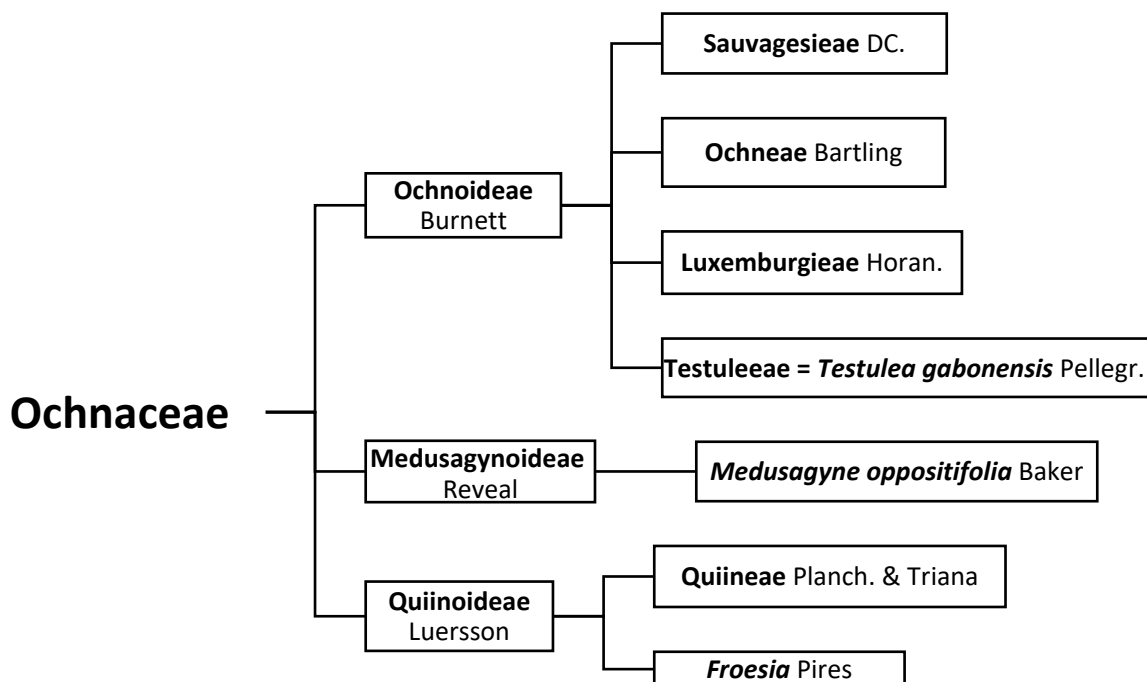 Sauvagesieae DC.
Ochneae Bartling
Ochnoideae
Burnett
Luxemburgieae Horan.
Testuleeae = Testulea gabonensis Pellegr.
Ochnaceae
Medusagynoideae
Reveal
Medusagyne oppositifolia Baker
Quiineae Planch. & Triana
Quiinoideae
Luersson
Froesia Pires